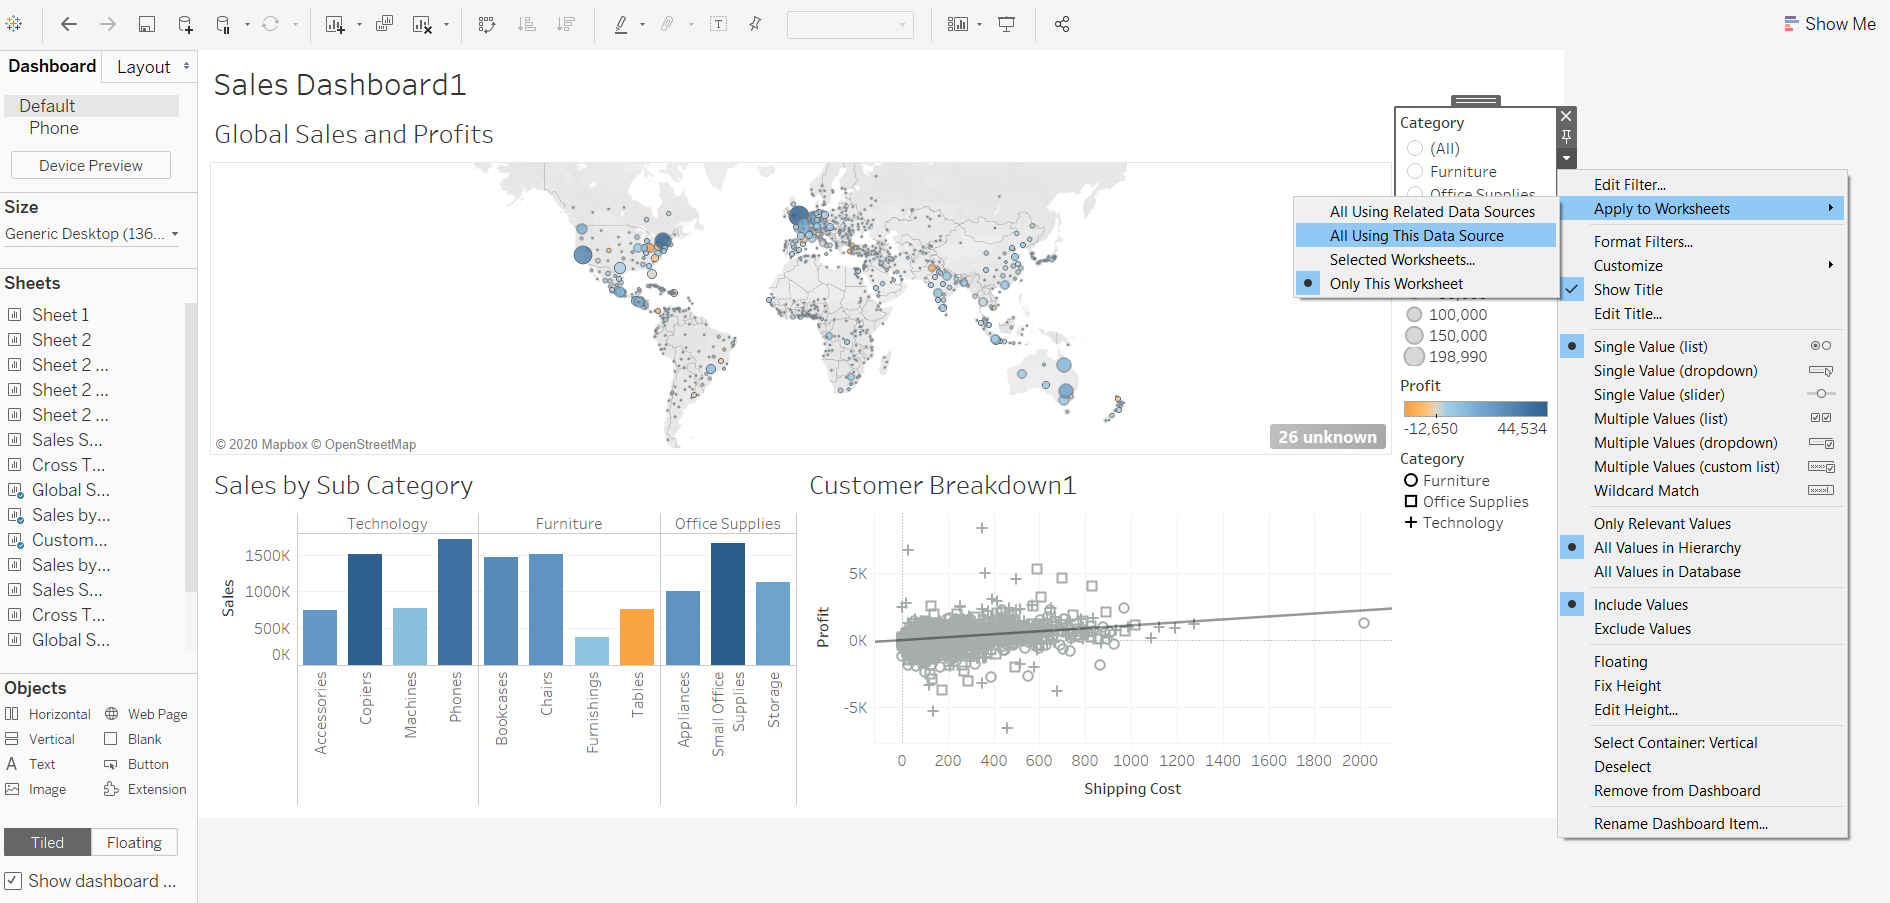 Show Me
Dashboard
Layout
Default
Phone
Device Preview
Size
Generic Desktop (136...
Sheets
Sheet 1
Sheet 2
Sheet 2 ...
Sheet 2 ...
Sheet 2 ...
Sales S...
Cross T...
Global S...
Sales by...
Custom...
Sales by...
Sales S...
Cross T...
Global S...
Objects
Horizontal
Web Page
Vertical
Blank
Text
Button
Image
Extension
Tiled
Floating
Show dashboard ...
Sales Dashboard1
Global Sales and Profits
© 2020 Mapbox © OpenStreetMap
26 unknown
Sales by Sub Category
Technology
Furniture
Office Supplies
Sales
1500K
1000K
500K
0K
Accessories
Copiers
Machines
Phones
Bookcases
Chairs
Furnishings
Tables
Appliances
Small Office
Supplies
Storage
Customer Breakdown1
Profit
5K
0K
-5K
0
200
400
600
800
1000
1200
1400
1600
1800
2000
Shipping Cost
Category
(All)
Furniture
Office Supplies
100,000
150,000
198,990
Profit
-12,650
44,534
Category
Furniture
Office Supplies
Technology
All Using Related Data Sources
All Using This Data Source
Selected Worksheets...
Only This Worksheet
Edit Filter...
Apply to Worksheets
Format Filters...
Customize
Show Title
Edit Title...
Single Value (list)
Single Value (dropdown)
Single Value (slider)
Multiple Values (list)
Multiple Values (dropdown)
Multiple Values (custom list)
Wildcard Match
Only Relevant Values
All Values in Hierarchy
All Values in Database
Include Values
Exclude Values
Floating
Fix Height
Edit Height...
Select Container: Vertical
Deselect
Remove from Dashboard
Rename Dashboard Item...